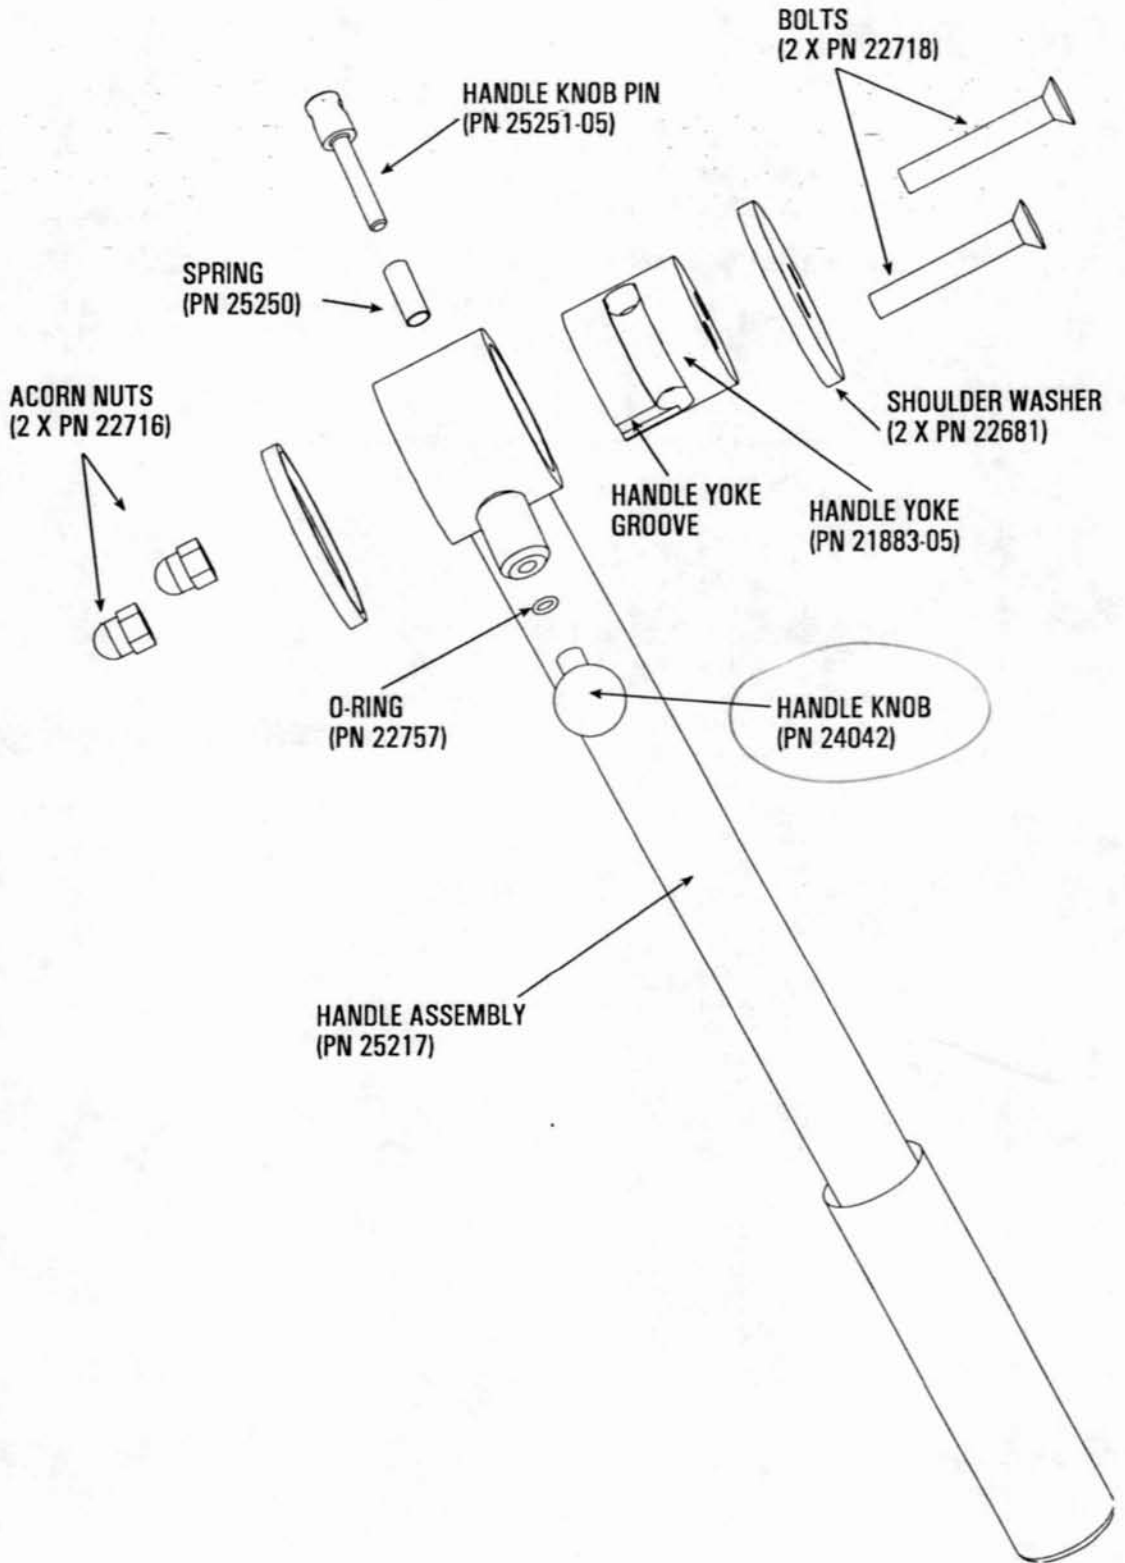 BOLTS
(2 X PN 22718)
HANDLE KNOB PIN
(PN 25251-05)
SPRING
(PN 25250)
ACORN NUTS
(2 X PN 22716)
SHOULDER WASHER
(2 X PN 22681)
HANDLE YOKE
GROOVE
HANDLE YOKE
(PN 21883-05)
O-RING
(PN 22757)
HANDLE KNOB
(PN 24042)
HANDLE ASSEMBLY
(PN 25217)